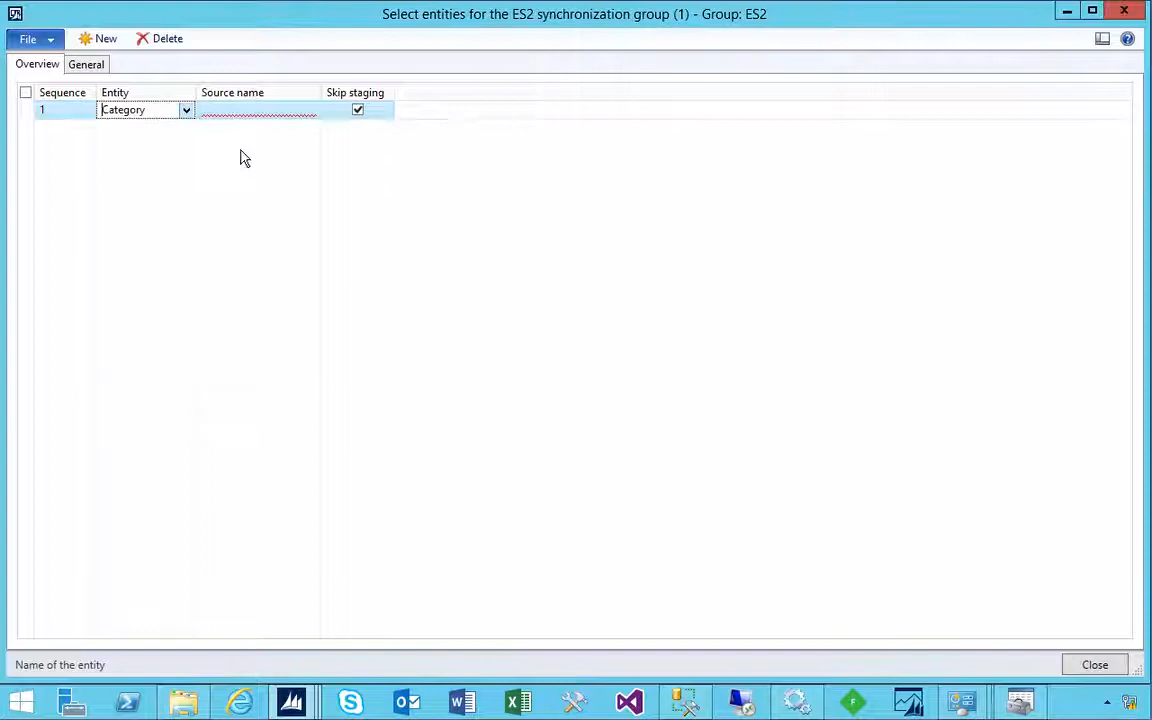 Select entities for the ES2 synchronization group (1) - Group: ES2
File New Delete
Overview General
Sequence Entity Source name Skip staging
1 Category
Name of the entity Close